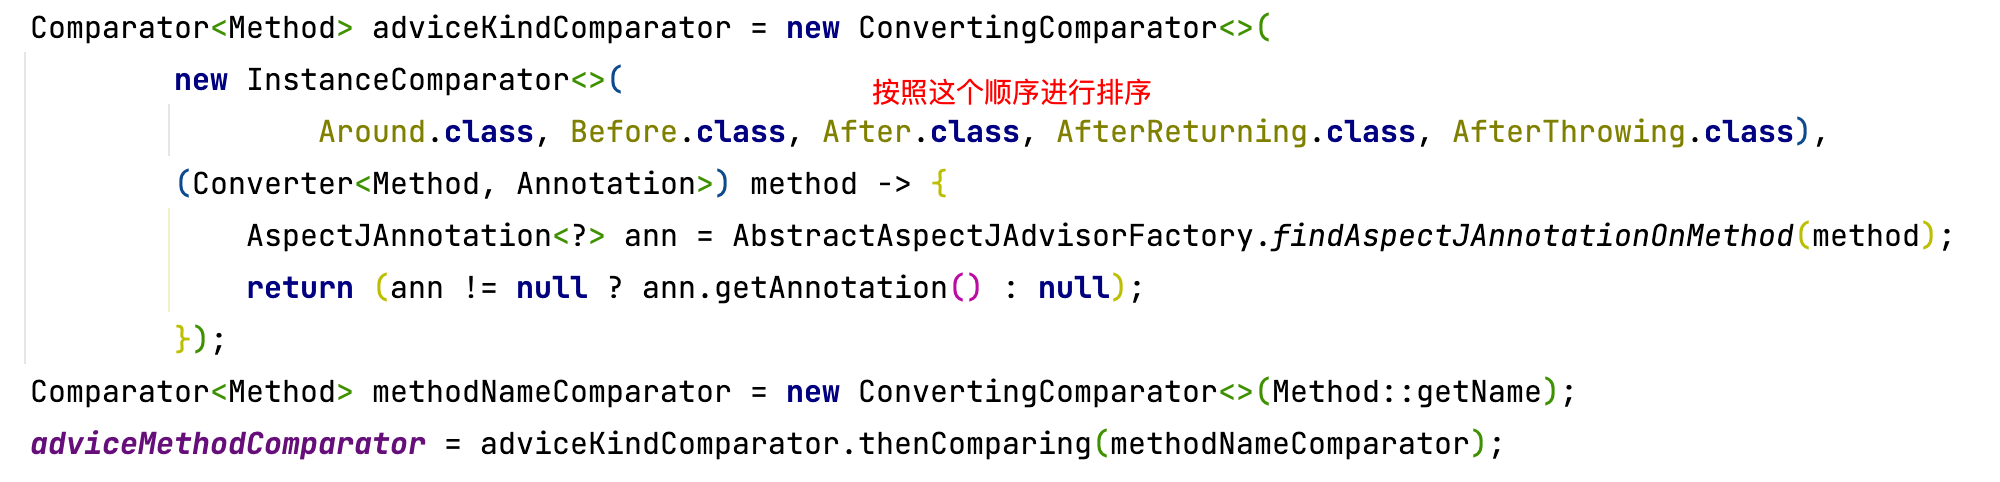 Comparator<Method> adviceKindComparator = new ConvertingComparator<>(
new InstanceComparator<>(
按照这个顺序进行排序
Around.class, Before.class, After.class, AfterReturning.class, AfterThrowing.class),
(Converter<Method, Annotation>) method -> {
AspectJAnnotation<?> ann = AbstractAspectJAdvisorFactory.findAspectJAnnotationOnMethod(method);
return (ann != null ? ann.getAnnotation() : null);
});
Comparator<Method> methodNameComparator = new ConvertingComparator<>(Method::getName);
adviceMethodComparator = adviceKindComparator.thenComparing(methodNameComparator);